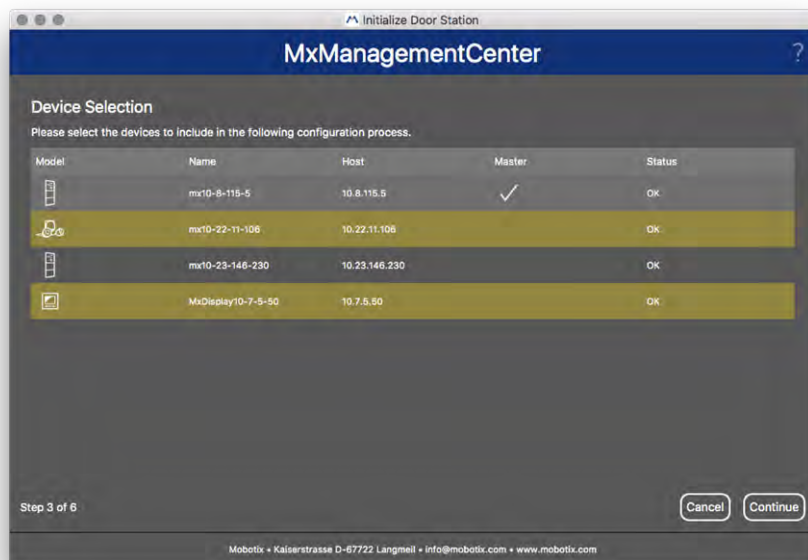 Initialize Door Station
MxManagementCenter ?
Device Selection
Please select the devices to include in the following configuration process.
Model Name Host Master Status
mx10-8-115-5 10.8.115.5 OK
mx10-22-11-106 10.22.11.106 OK
mx10-23-146-230 10.23.146.230 OK
MxDisplay10-7-5-50 10.7.5.50 OK
Step 3 of 6 Cancel Continue
Mobotix • Kaiserstrasse D-67722 Langmeil • info@mobotix.com • www.mobotix.com